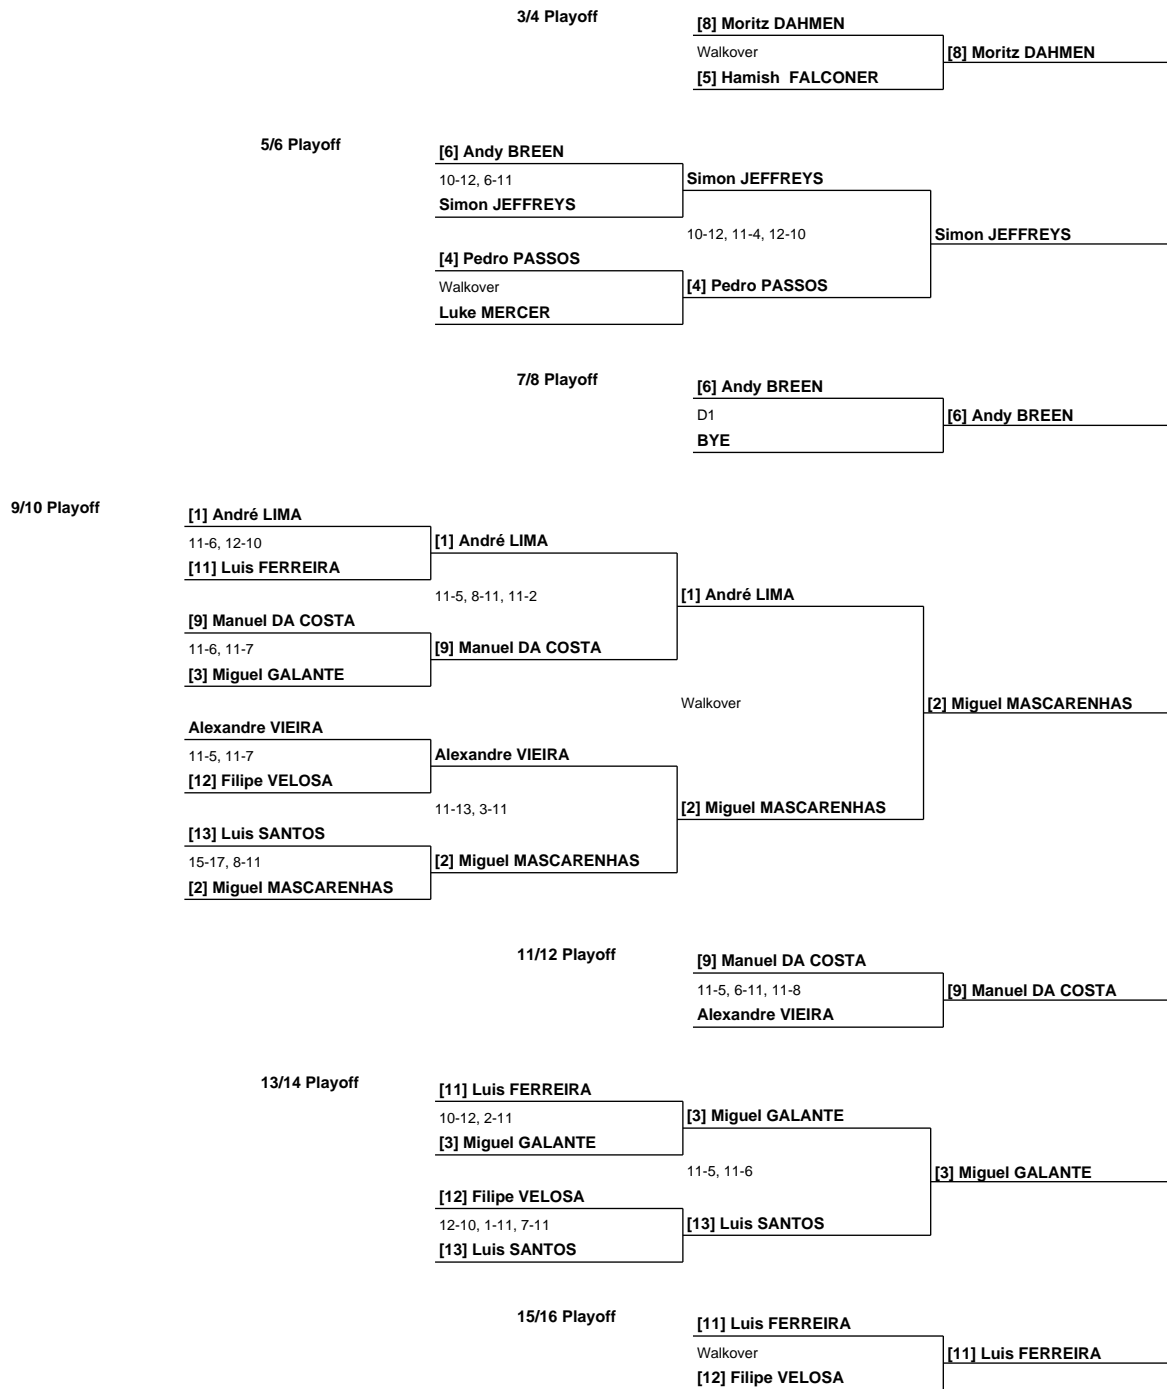 3/4 Playoff
[8] Moritz DAHMEN
Walkover
[8] Moritz DAHMEN
[5] Hamish  FALCONER
5/6 Playoff
[6] Andy BREEN
10-12, 6-11
Simon JEFFREYS
Simon JEFFREYS
10-12, 11-4, 12-10
Simon JEFFREYS
[4] Pedro PASSOS
Walkover
[4] Pedro PASSOS
Luke MERCER
7/8 Playoff
[6] Andy BREEN
D1
[6] Andy BREEN
BYE
9/10 Playoff
[1] André LIMA
11-6, 12-10
[1] André LIMA
[11] Luis FERREIRA
11-5, 8-11, 11-2
[1] André LIMA
[9] Manuel DA COSTA
11-6, 11-7
[9] Manuel DA COSTA
[3] Miguel GALANTE
Walkover
[2] Miguel MASCARENHAS
Alexandre VIEIRA
11-5, 11-7
Alexandre VIEIRA
[12] Filipe VELOSA
11-13, 3-11
[2] Miguel MASCARENHAS
[13] Luis SANTOS
15-17, 8-11
[2] Miguel MASCARENHAS
[2] Miguel MASCARENHAS
11/12 Playoff
[9] Manuel DA COSTA
11-5, 6-11, 11-8
[9] Manuel DA COSTA
Alexandre VIEIRA
13/14 Playoff
[11] Luis FERREIRA
10-12, 2-11
[3] Miguel GALANTE
[3] Miguel GALANTE
11-5, 11-6
[3] Miguel GALANTE
[12] Filipe VELOSA
12-10, 1-11, 7-11
[13] Luis SANTOS
[13] Luis SANTOS
15/16 Playoff
[11] Luis FERREIRA
Walkover
[11] Luis FERREIRA
[12] Filipe VELOSA